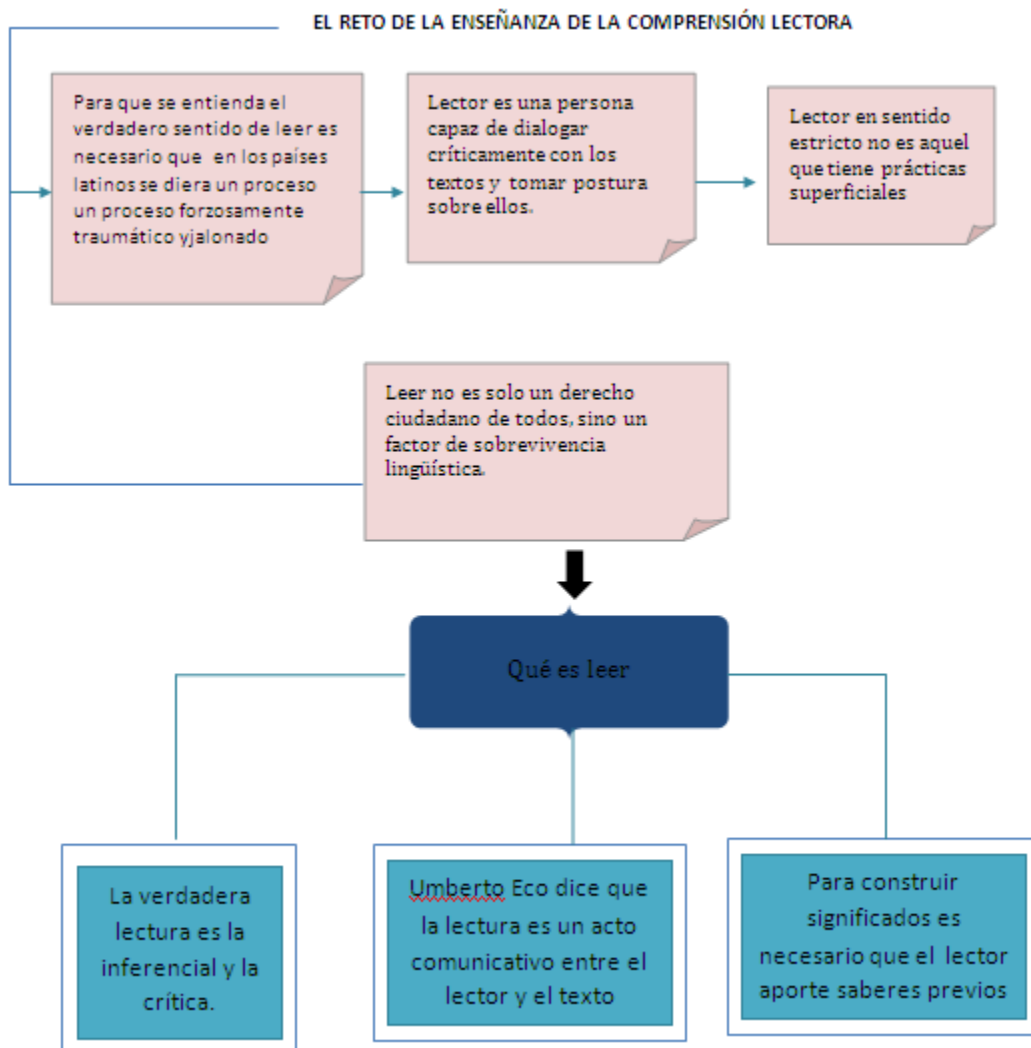 EL RETO DE LA ENSEÑANZA DE LA COMPRENSIÓN LECTORA
Para que se entienda el
verdadero sentido de leer es
necesario que en los países
latinos se diera un proceso
un proceso forzosamente
traumático yjalonado
Lector es una persona
capaz de dialogar
críticamente con los
textos y tomar postura
sobre ellos.
Lector en sentido
estricto no es aquel
que tiene prácticas
superficiales
Leer no es solo un derecho
ciudadano de todos, sino un
factor de sobrevivencia
lingüística.
Qué es leer
La verdadera
lectura es la
inferencial y la
crítica.
Umberto Eco dice que
la lectura es un acto
comunicativo entre el
lector y el texto
Para construir
significados es
necesario que el lector
aporte saberes previos